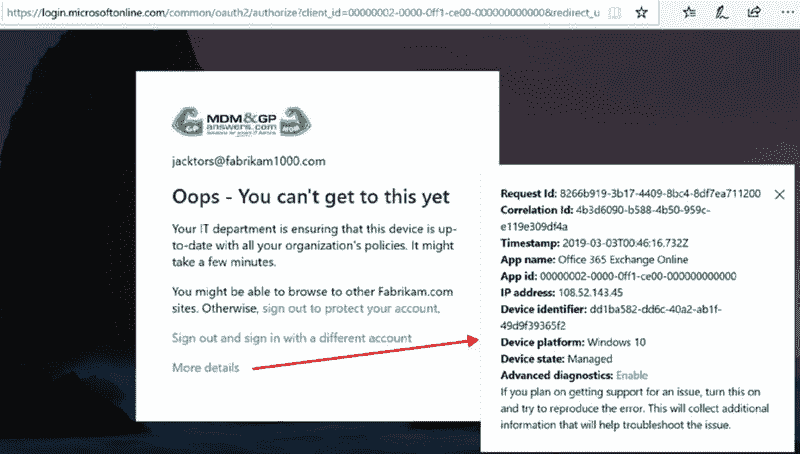 https://login.microsoftonline.com/common/oauth2/authorize?client_id=00000002-0000-0ff1-ce00-000000000000&redirect_u
MDM&GP
answers.com
GP
MDM
jacktors@fabrikam1000.com
Oops - You can't get to this yet
Your IT department is ensuring that this device is up-
to-date with all your organization's policies. It might
take a few minutes.
You might be able to browse to other Fabrikam.com
sites. Otherwise, sign out to protect your account.
Sign out and sign in with a different account
More details
Request Id: 8266b919-3b17-4409-8bc4-8df7ea711200
Correlation Id: 4b3d6090-b588-4b50-959c-
e119e309df4a
Timestamp: 2019-03-03T00:46:16.732Z
App name: Office 365 Exchange Online
App id: 00000002-0000-0ff1-ce00-000000000000
IP address: 108.52.143.45
Device identifier: dd1ba582-dd6c-40a2-ab1f-
49d9f39365f2
Device platform: Windows 10
Device state: Managed
Advanced diagnostics: Enable
If you plan on getting support for an issue, turn this on
and try to reproduce the error. This will collect additional
information that will help troubleshoot the issue.